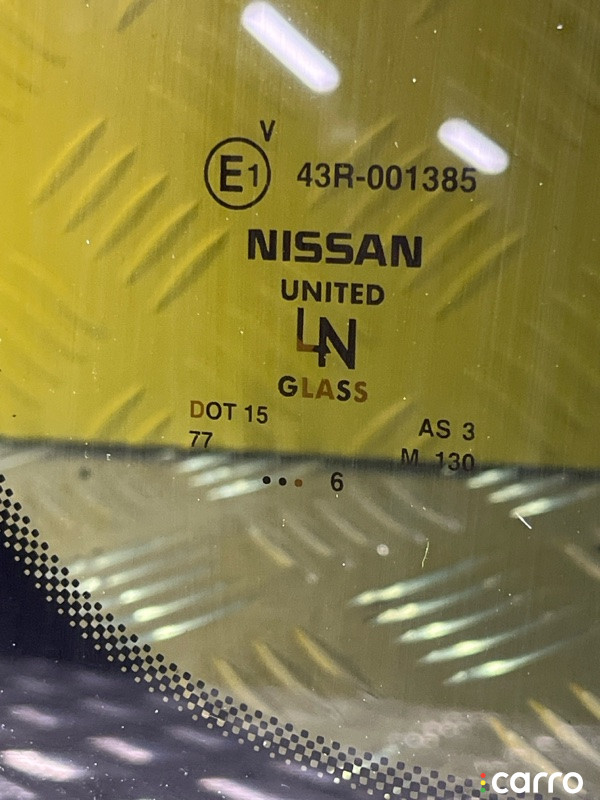 V
E1 43R-001385
NISSAN
UNITED
LN
GLASS
DOT 15 AS 3
77 M 130
••• 6
carro